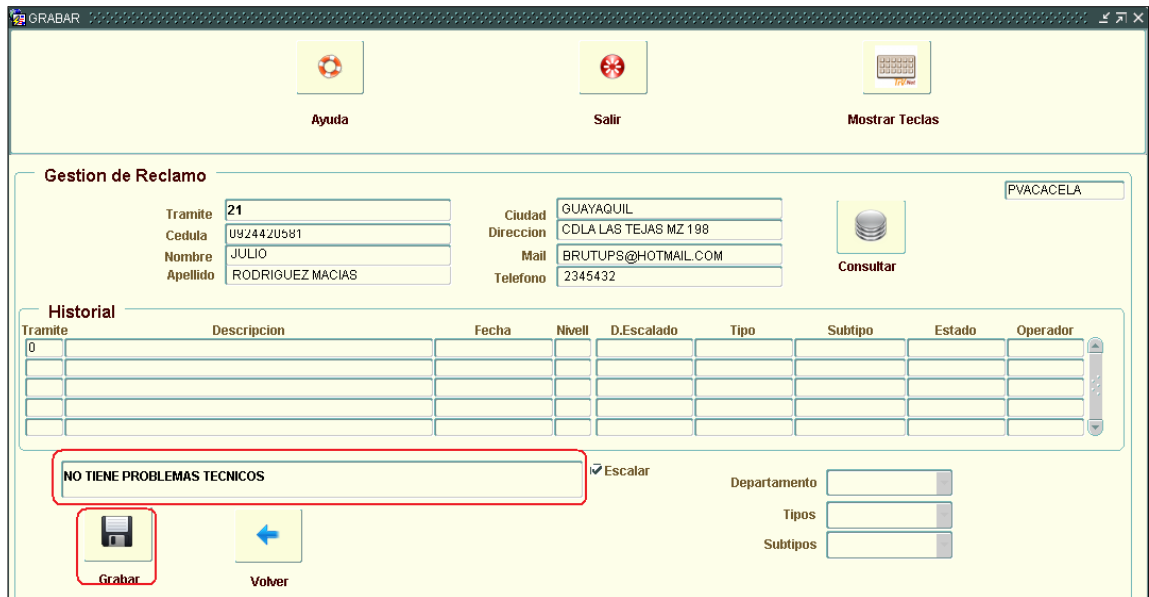 GRABAR
Ayuda Salir Mostrar Teclas
Gestion de Reclamo
PVACACELA
Tramite 21 Ciudad GUAYAQUIL
Cedula 0924420581 Direccion CDLA LAS TEJAS MZ 198
Nombre JULIO Mail BRUTUPS@HOTMAIL.COM
Apellido RODRIGUEZ MACIAS Telefono 2345432
Consultar
Historial
Tramite Descripcion Fecha Nivell D.Escalado Tipo Subtipo Estado Operador
0
NO TIENE PROBLEMAS TECNICOS Escalar
Departamento
Tipos
Subtipos
Grabar Volver